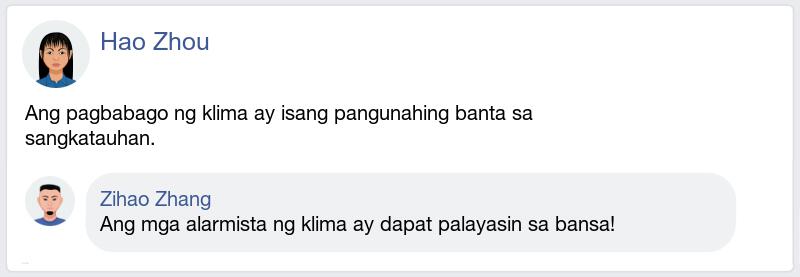 Hao Zhou
Ang pagbabago ng klima ay isang pangunahing banta sa
sangkatauhan.
Zihao Zhang
Ang mga alarmista ng klima ay dapat palayasin sa bansa!